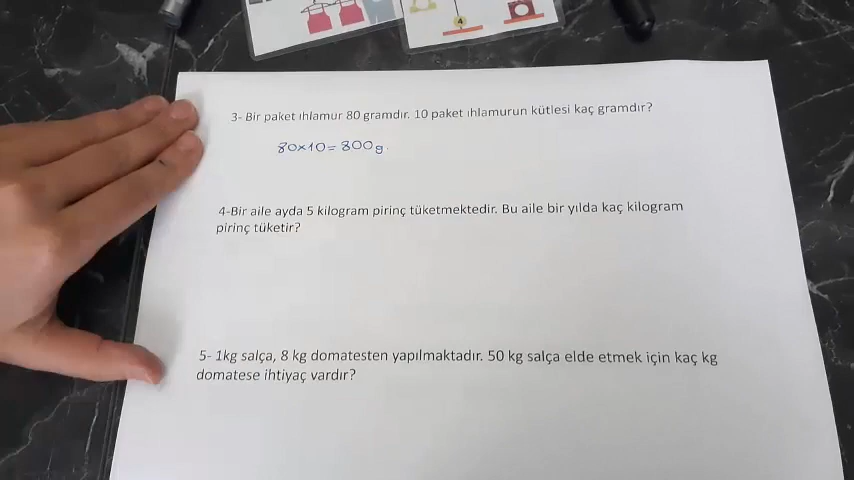 4
3- Bir paket ıhlamur 80 gramdır. 10 paket ıhlamurun kütlesi kaç gramdır?
80x10=800g.
4-Bir aile ayda 5 kilogram pirinç tüketmektedir. Bu aile bir yılda kaç kilogram
pirinç tüketir?
5- 1kg salça, 8 kg domatesten yapılmaktadır. 50 kg salça elde etmek için kaç kg
domatese ihtiyaç vardır?